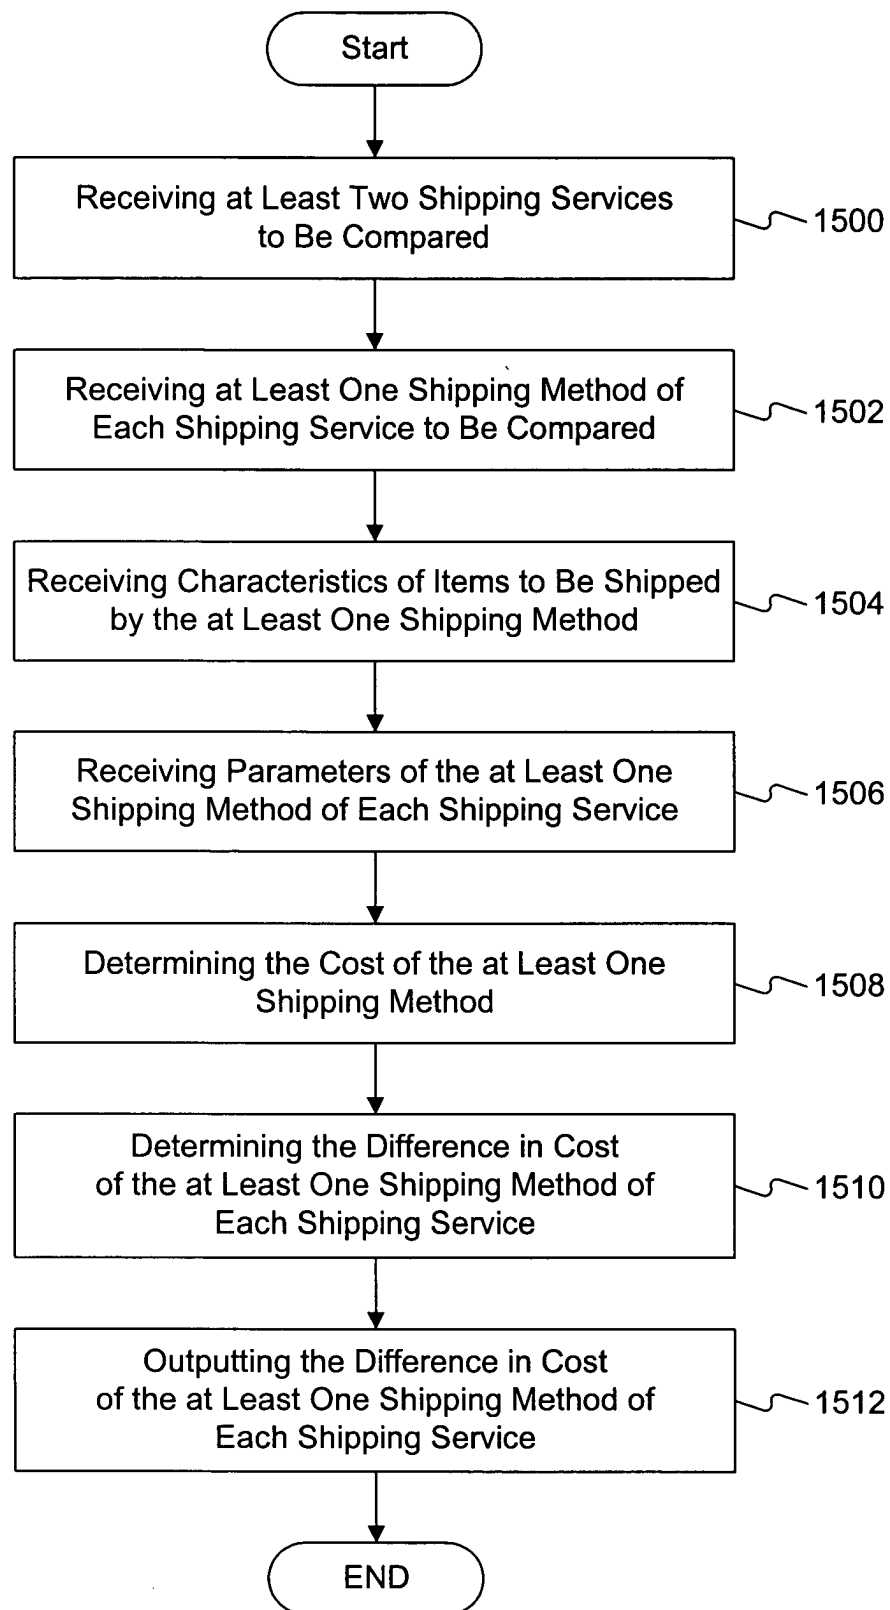 Start
Receiving at Least Two Shipping Services
to Be Compared
1500
Receiving at Least One Shipping Method of
Each Shipping Service to Be Compared
1502
Receiving Characteristics of Items to Be Shipped
by the at Least One Shipping Method
1504
Receiving Parameters of the at Least One
Shipping Method of Each Shipping Service
1506
Determining the Cost of the at Least One
Shipping Method
1508
Determining the Difference in Cost
of the at Least One Shipping Method of
Each Shipping Service
1510
Outputting the Difference in Cost
of the at Least One Shipping Method of
Each Shipping Service
1512
END